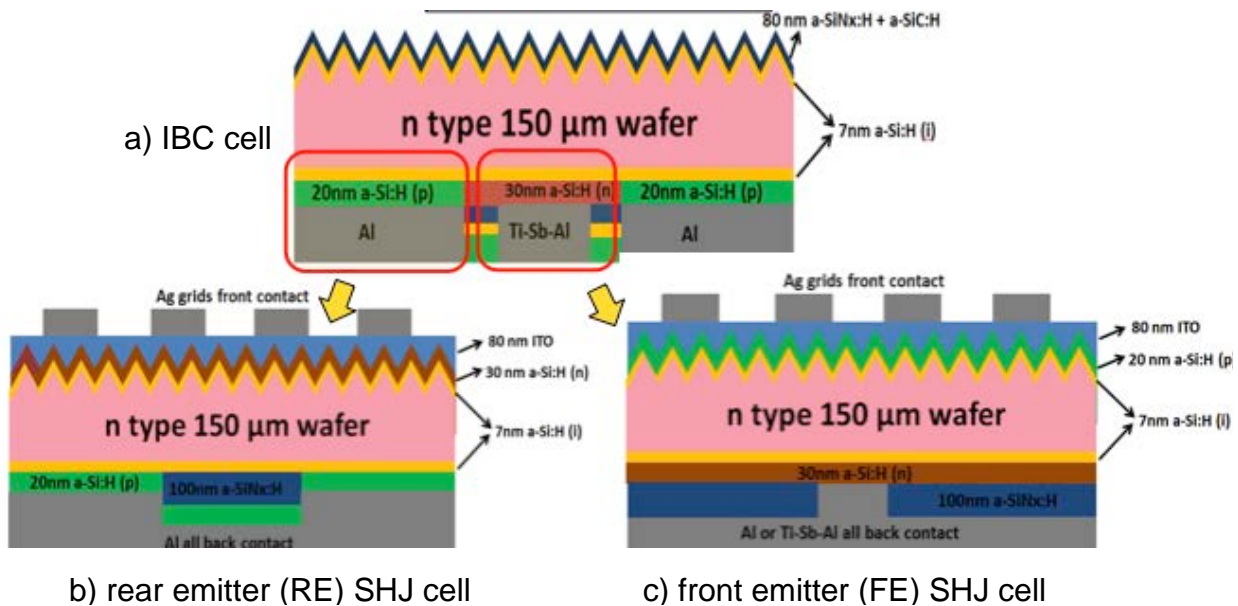 80 nm a-SiNx:H + a-SiC:H
n type 150 µm wafer
a) IBC cell
7nm a-Si:H (i)
20nm a-Si:H (p)
30nm a-Si:H (n)
20nm a-Si:H (p)
Al
Ti-Sb-Al
Al
Ag grids front contact
80 nm ITO
30 nm a-Si:H (n)
n type 150 µm wafer
7nm a-Si:H (i)
20nm a-Si:H (p)
100nm a-SiNx:H
Al all back contact
b) rear emitter (RE) SHJ cell
Ag grids front contact
80 nm ITO
20 nm a-Si:H (p)
n type 150 µm wafer
7nm a-Si:H (i)
30nm a-Si:H (n)
100nm a-SiNx:H
Al or Ti-Sb-Al all back contact
c) front emitter (FE) SHJ cell